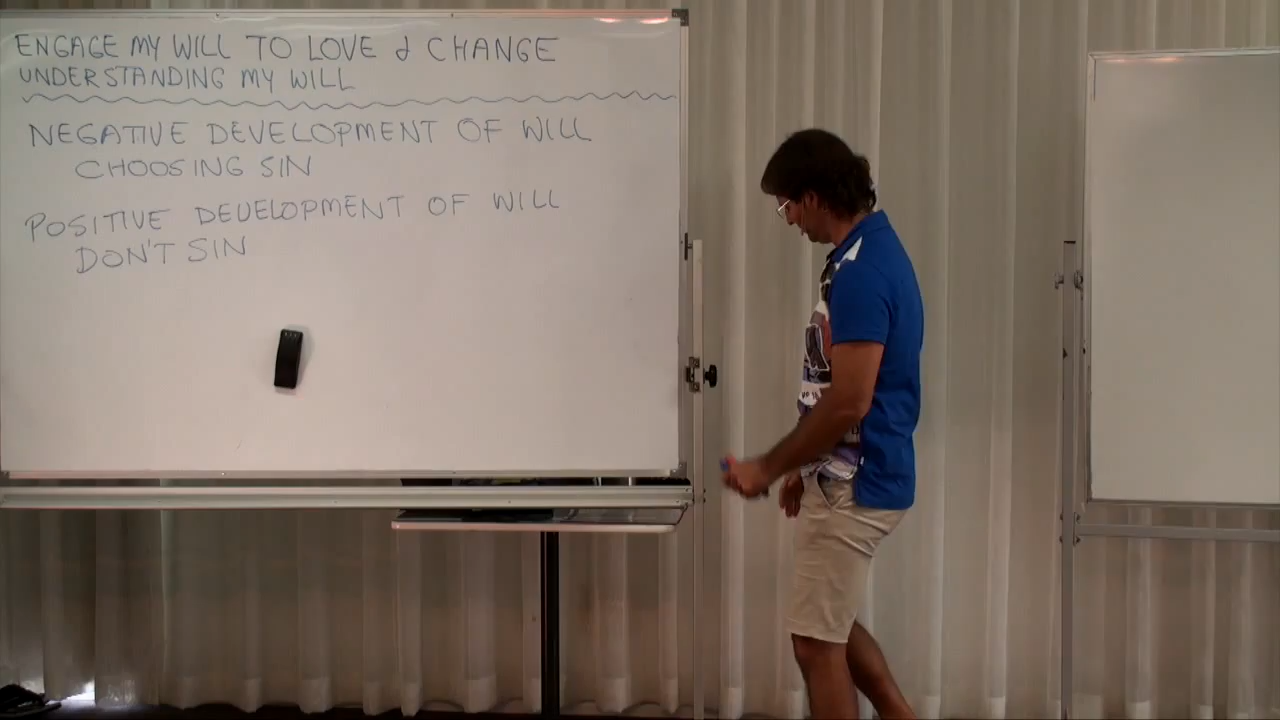 ENGAGE MY WILL TO LOVE & CHANGE
UNDERSTANDING MY WILL
NEGATIVE DEVELOPMENT OF WILL
CHOOSING SIN
POSITIVE DEVELOPMENT OF WILL
DON'T SIN